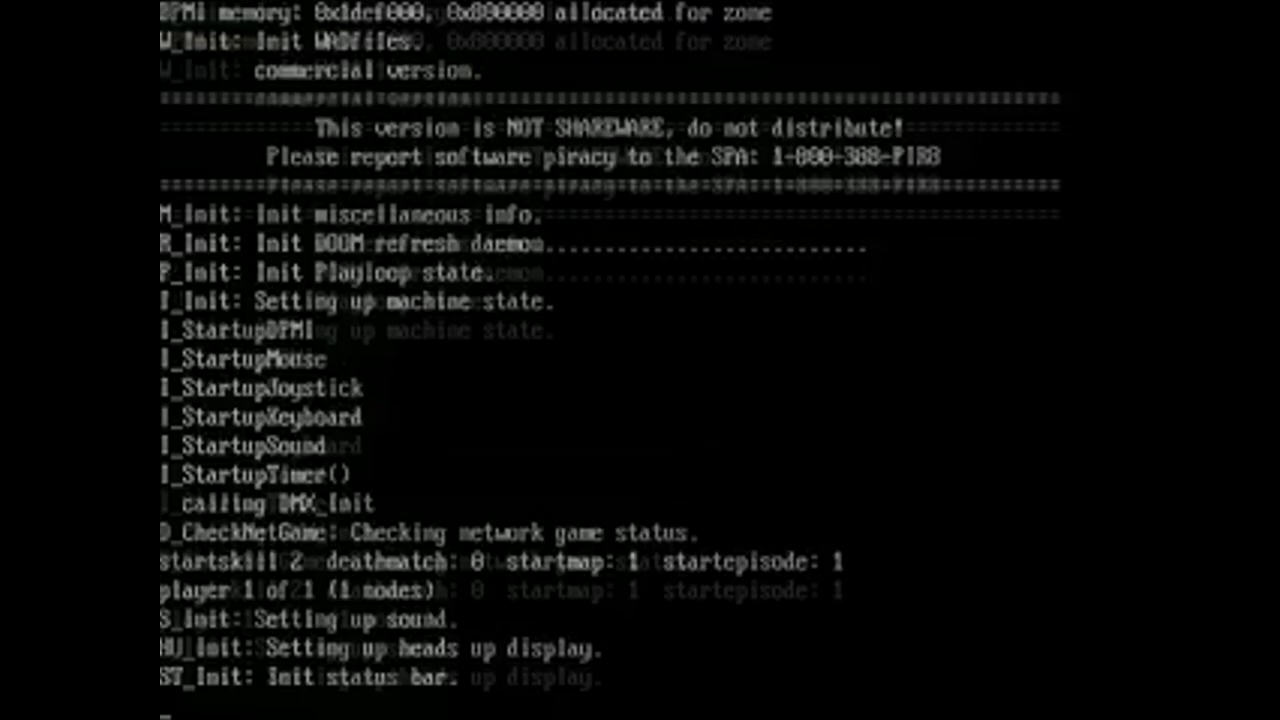 DPMI memory: 0x1def000, 0x800000 allocated for zone
W_Init: Init WADfiles.
commercial version.
===========================================================================
This version is NOT SHAREWARE, do not distribute!
Please report software piracy to the SPA: 1-800-388-PIR8
===========================================================================
M_Init: Init miscellaneous info.
R_Init: Init DOOM refresh daemon...........................
P_Init: Init Playloop state.
I_Init: Setting up machine state.
I_StartupDPMI
I_StartupMouse
I_StartupJoystick
I_StartupKeyboard
I_StartupSound
I_StartupTimer()
calling DMX_Init
D_CheckNetGame: Checking network game status.
startskill 2  deathmatch: 0  startmap: 1  startepisode: 1
player 1 of 1 (1 nodes)
S_Init: Setting up sound.
HU_Init: Setting up heads up display.
ST_Init: Init status bar.